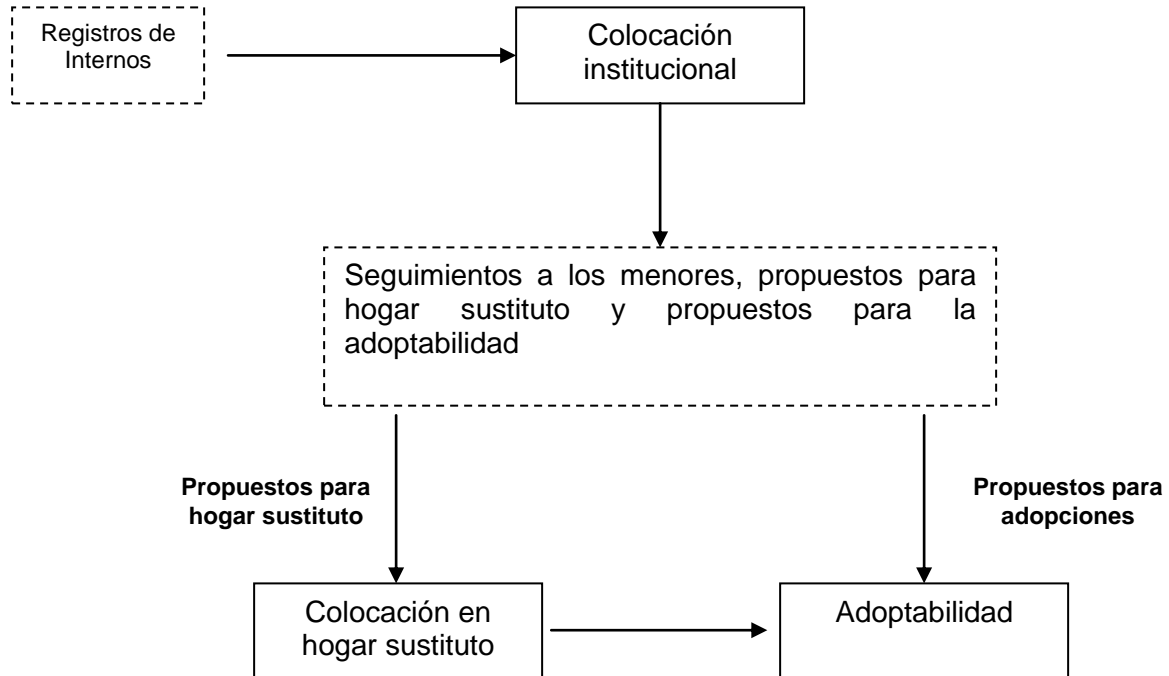 Registros de
Internos
Colocación
institucional
Seguimientos a los menores, propuestos para
hogar sustituto y propuestos para la
adoptabilidad
Propuestos para
hogar sustituto
Propuestos para
adopciones
Colocación en
hogar sustituto
Adoptabilidad